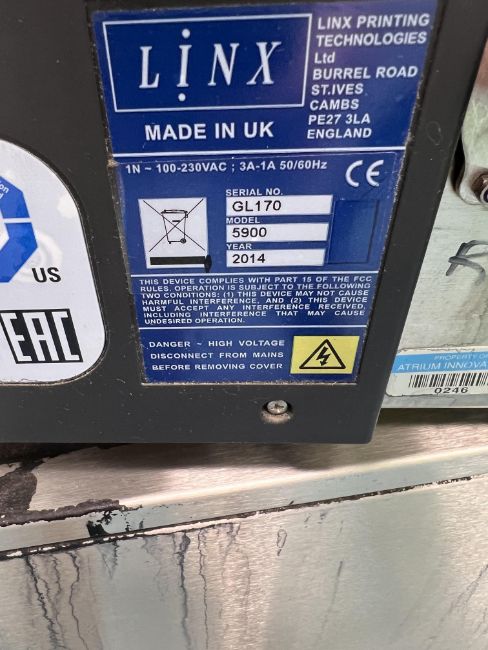 LINX
LINX PRINTING
TECHNOLOGIES
Ltd
BURREL ROAD
ST.IVES
CAMBS
PE27 3LA
ENGLAND
MADE IN UK
1N ~ 100-230VAC ; 3A-1A 50/60Hz
CE
SERIAL NO.
GL170
MODEL
5900
YEAR
2014
THIS DEVICE COMPLIES WITH PART 15 OF THE FCC
RULES. OPERATION IS SUBJECT TO THE FOLLOWING
TWO CONDITIONS: (1) THIS DEVICE MAY NOT CAUSE
HARMFUL INTERFERENCE, AND (2) THIS DEVICE
MUST ACCEPT ANY INTERFERENCE RECEIVED,
INCLUDING INTERFERENCE THAT MAY CAUSE
UNDESIRED OPERATION.
DANGER ~ HIGH VOLTAGE
DISCONNECT FROM MAINS
BEFORE REMOVING COVER
US
EAC
PROPERTY OF
ATRIUM INNOVA
0246